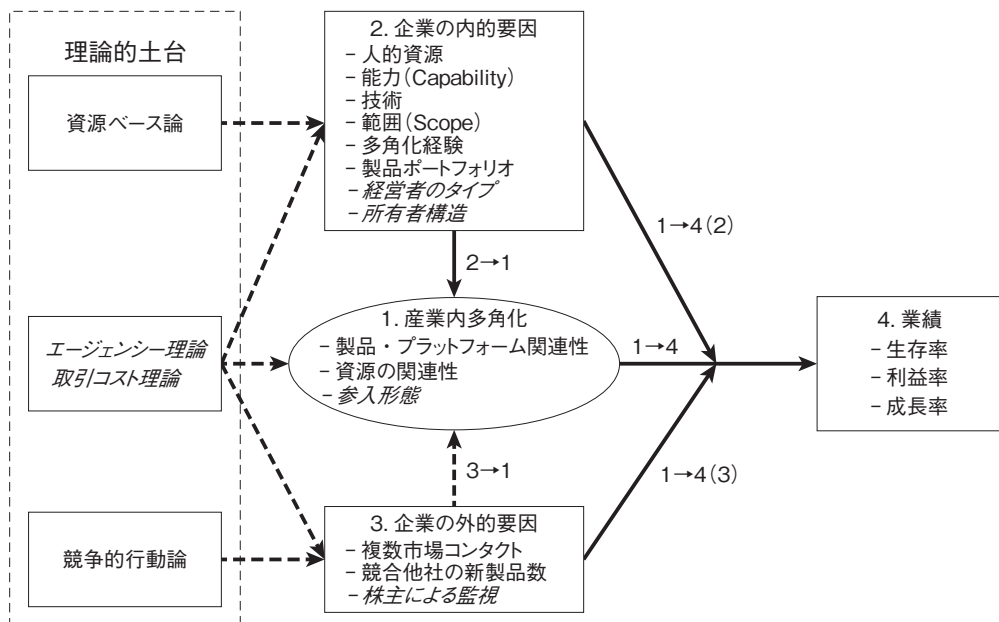 理論的土台
資源ベース論
エージェンシー理論
取引コスト理論
競争的行動論
2. 企業の内的要因
− 人的資源
− 能力(Capability)
− 技術
− 範囲(Scope)
− 多角化経験
− 製品ポートフォリオ
− 経営者のタイプ
− 所有者構造
2→1
1. 産業内多角化
− 製品・プラットフォーム関連性
− 資源の関連性
− 参入形態
3→1
3. 企業の外的要因
− 複数市場コンタクト
− 競合他社の新製品数
− 株主による監視
1→4(2)
1→4
1→4(3)
4. 業績
− 生存率
− 利益率
− 成長率